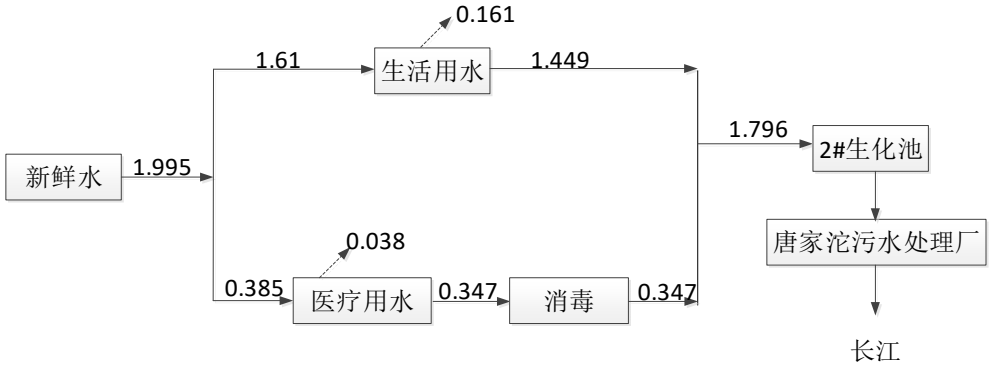 0.161
1.61
生活用水
1.449
1.796
2#生化池
新鲜水
1.995
唐家沱污水处理厂
0.038
0.385
医疗用水
0.347
消毒
0.347
长江